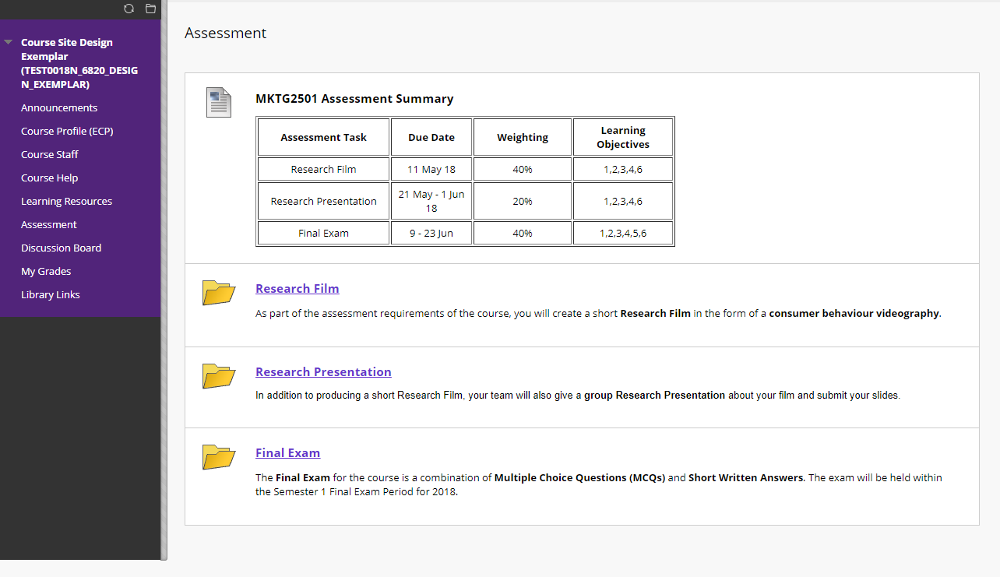 Course Site Design
Exemplar
(TEST0018N_6820_DESIG
N_EXEMPLAR)
Announcements
Course Profile (ECP)
Course Staff
Course Help
Learning Resources
Assessment
Discussion Board
My Grades
Library Links
Assessment
MKTG2501 Assessment Summary
Assessment Task Due Date Weighting Learning Objectives
Research Film 11 May 18 40% 1,2,3,4,6
Research Presentation 21 May - 1 Jun 18 20% 1,2,3,4,6
Final Exam 9 - 23 Jun 40% 1,2,3,4,5,6
Research Film
As part of the assessment requirements of the course, you will create a short Research Film in the form of a consumer behaviour videography.
Research Presentation
In addition to producing a short Research Film, your team will also give a group Research Presentation about your film and submit your slides.
Final Exam
The Final Exam for the course is a combination of Multiple Choice Questions (MCQs) and Short Written Answers. The exam will be held within
the Semester 1 Final Exam Period for 2018.